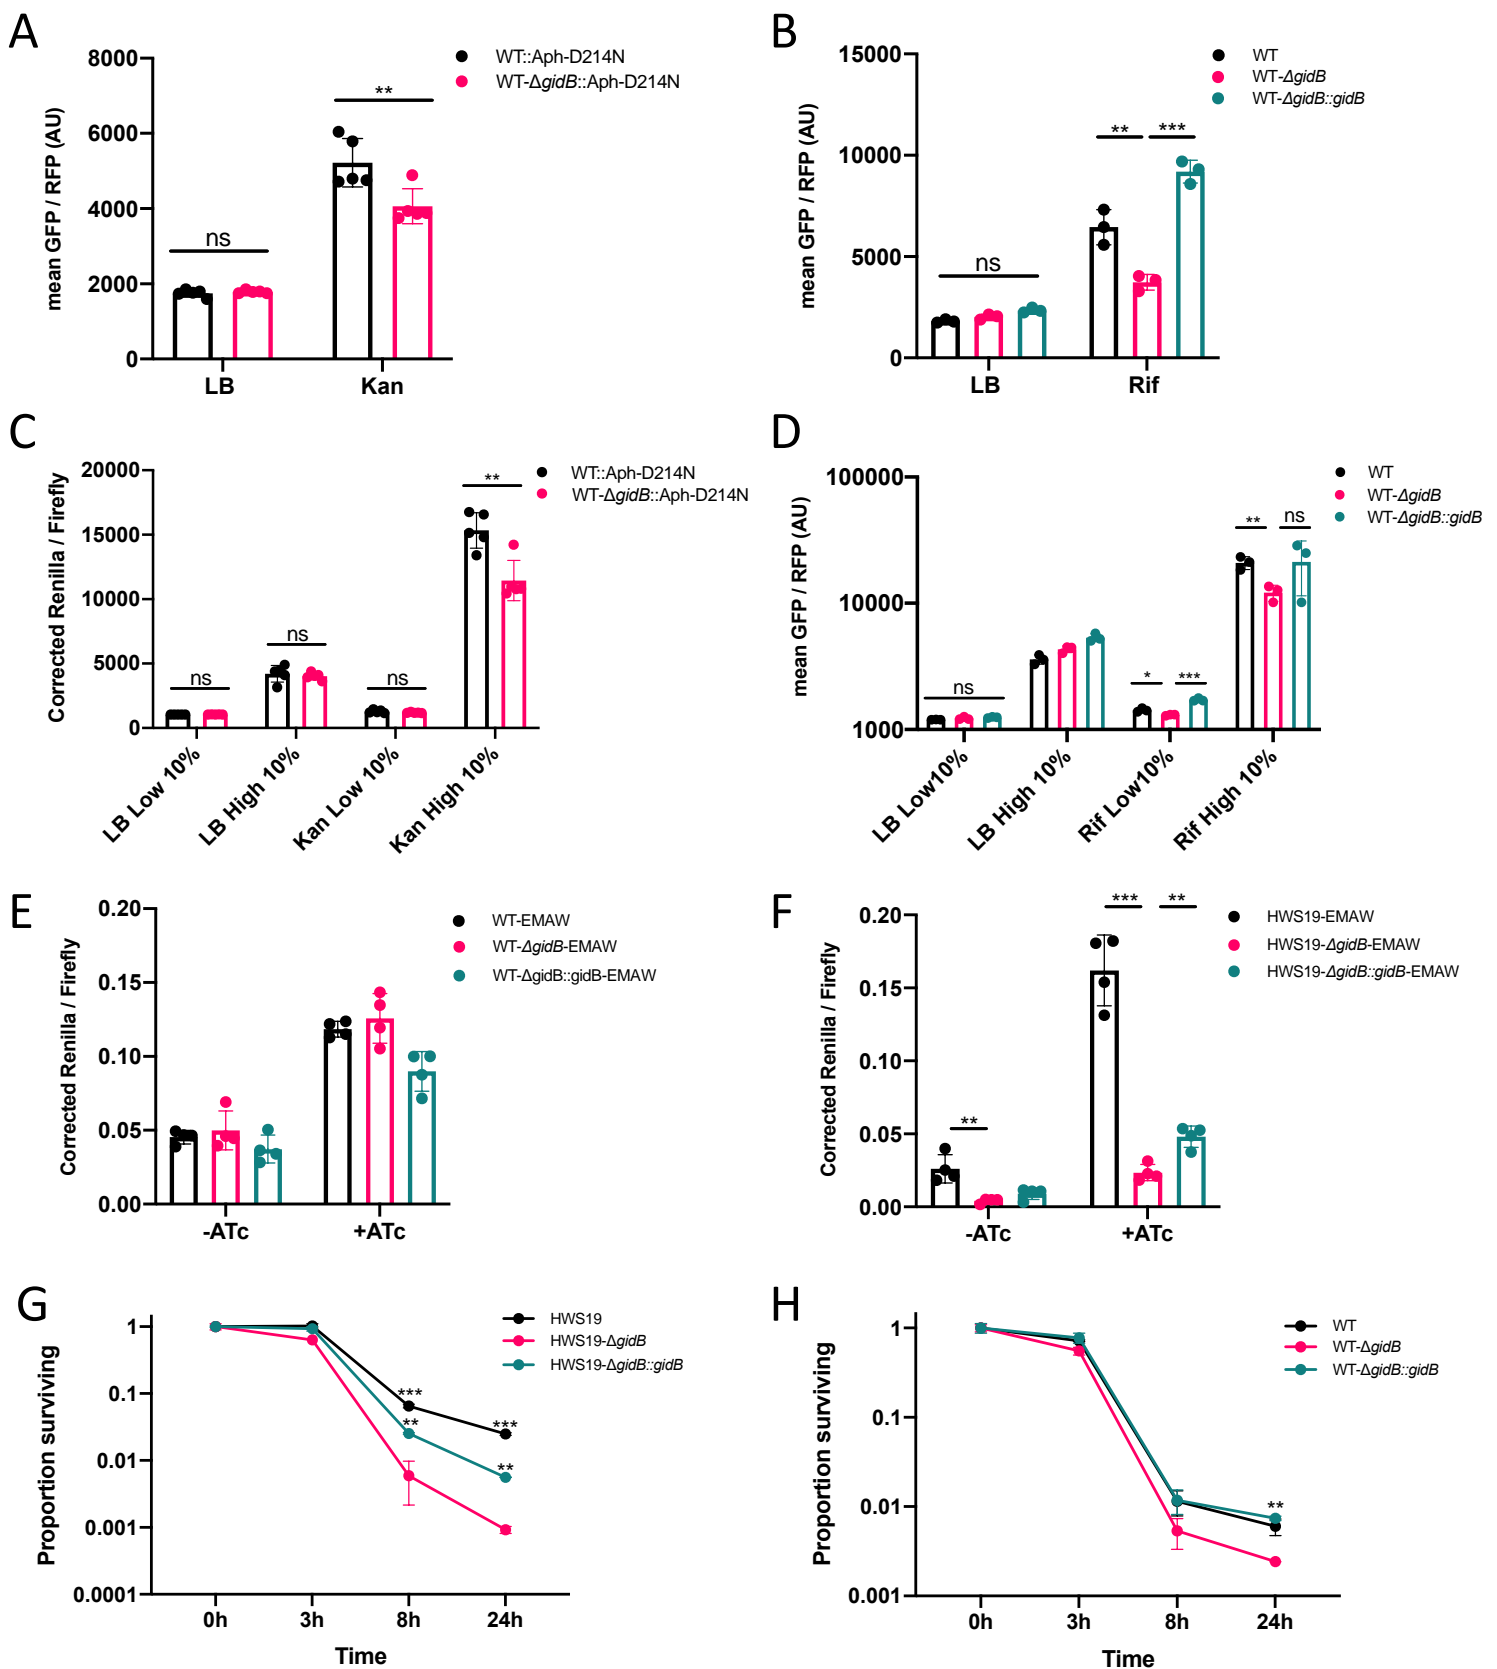 A
mean GFP / RFP (AU)
8000
6000
4000
2000
0
ns
**
LB
Kan
WT::Aph-D214N
WT-ΔgidB::Aph-D214N
B
mean GFP / RFP (AU)
15000
10000
5000
0
ns
**
***
LB
Rif
WT
WT-ΔgidB
WT-ΔgidB::gidB
C
Corrected Renilla / Firefly
20000
15000
10000
5000
0
ns
ns
ns
**
LB Low 10%
LB High 10%
Kan Low 10%
Kan High 10%
WT::Aph-D214N
WT-ΔgidB::Aph-D214N
D
mean GFP / RFP (AU)
100000
10000
1000
ns
*
***
**
ns
LB Low10%
LB High 10%
Rif Low10%
Rif High 10%
WT
WT-ΔgidB
WT-ΔgidB::gidB
E
Corrected Renilla / Firefly
0.20
0.15
0.10
0.05
0.00
-ATc
+ATc
WT-EMAW
WT-ΔgidB-EMAW
WT-ΔgidB::gidB-EMAW
F
Corrected Renilla / Firefly
0.20
0.15
0.10
0.05
0.00
**
***
**
-ATc
+ATc
HWS19-EMAW
HWS19-ΔgidB-EMAW
HWS19-ΔgidB::gidB-EMAW
G
Proportion surviving
1
0.1
0.01
0.001
0.0001
***
**
***
**
0h
3h
8h
24h
Time
HWS19
HWS19-ΔgidB
HWS19-ΔgidB::gidB
H
Proportion surviving
1
0.1
0.01
0.001
**
0h
3h
8h
24h
Time
WT
WT-ΔgidB
WT-ΔgidB::gidB